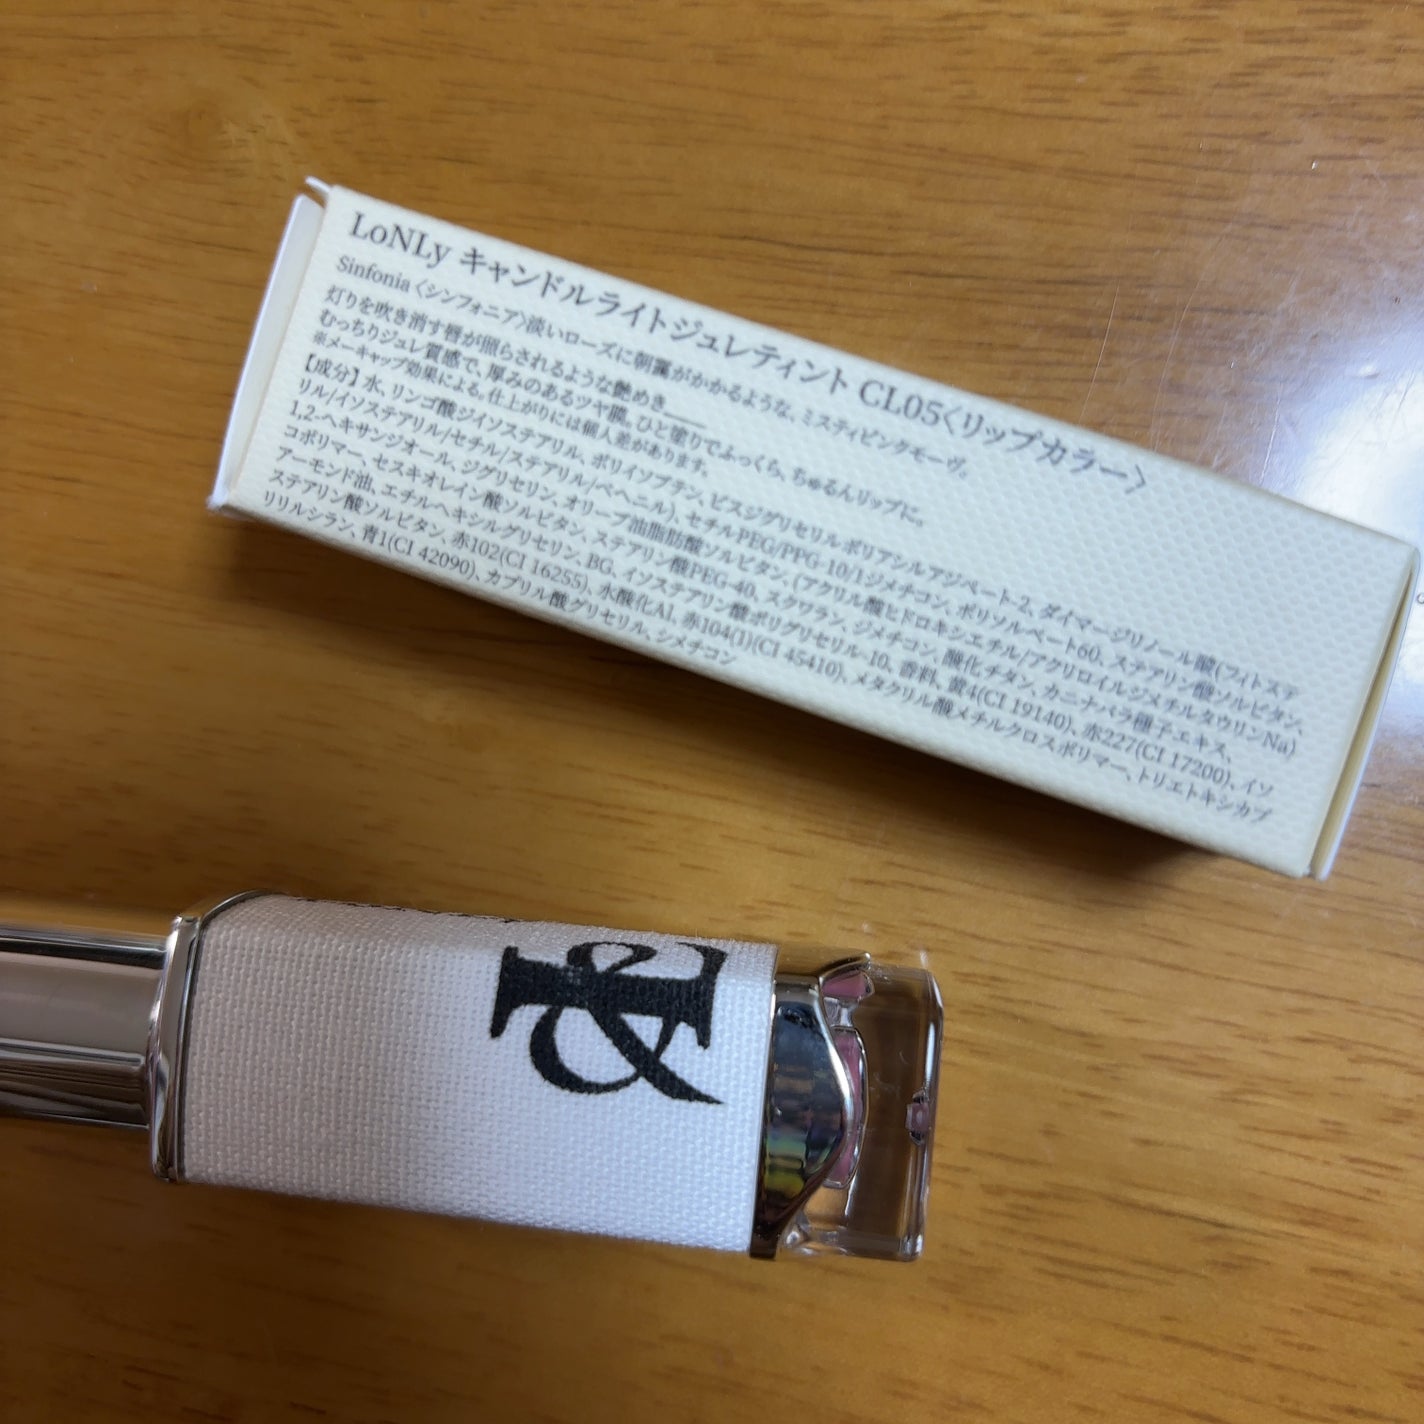 LoNLy キャンドルライトジュレティント CL05〈リップカラー〉
Sinfonia〈シンフォニア〉淡いローズに朝靄がかかるような、ミスティピンクモーヴ。
灯りを吹き消す唇が照らされるような艶めき――
むっちりジュレ質感で、厚みのあるツヤ膜。ひと塗りでふっくら、ちゅるんリップに。
※メーキャップ効果による。仕上がりには個人差があります。
【成分】水、リンゴ酸ジイソステアリル、ポリイソブテン、ビスジグリセリルポリアシルアジペート-2、ダイマージリノール酸(フィトステ
リル/イソステアリル/セチル/ステアリル/ベヘニル)、セチルPEG/PPG-10/1ジメチコン、ポリソルベート60、ステアリン酸ソルビタン、
1,2-ヘキサンジオール、ジグリセリン、オリーブ油脂肪酸ソルビタン、(アクリル酸ヒドロキシエチル/アクリロイルジメチルタウリンNa)
コポリマー、セスキオレイン酸ソルビタン、ステアリン酸PEG-40、スクワラン、ジメチコン、酸化チタン、カニナバラ種子エキス、
アーモンド油、エチルヘキシルグリセリン、BG、イソステアリン酸ポリグリセリル-10、香料、黄4(CI 19140)、赤227(CI 17200)、イソ
ステアリン酸ソルビタン、赤102(CI 16255)、水酸化Al、赤104(1)(CI 45410)、メタクリル酸メチルクロスポリマー、トリエトキシカプ
リリルシラン、青1(CI 42090)、カプリル酸グリセリル、シメチコン